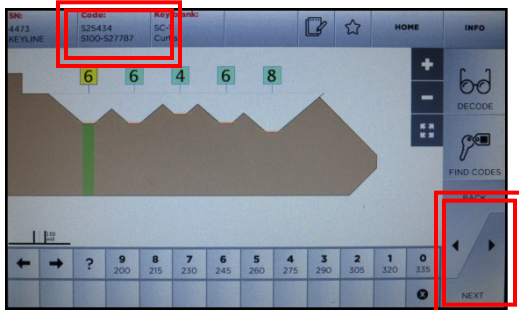 SN:
4473
KEYLINE
Code:
S25434
S100-S27787
Key blank:
SC-
Curtis
HOME
INFO
6 6 4 6 8
+
−
DECODE
FIND CODES
BACK
NEXT
← → ? 9 8 7 6 5 4 3 2 1 0
200 215 230 245 260 275 290 305 320 335